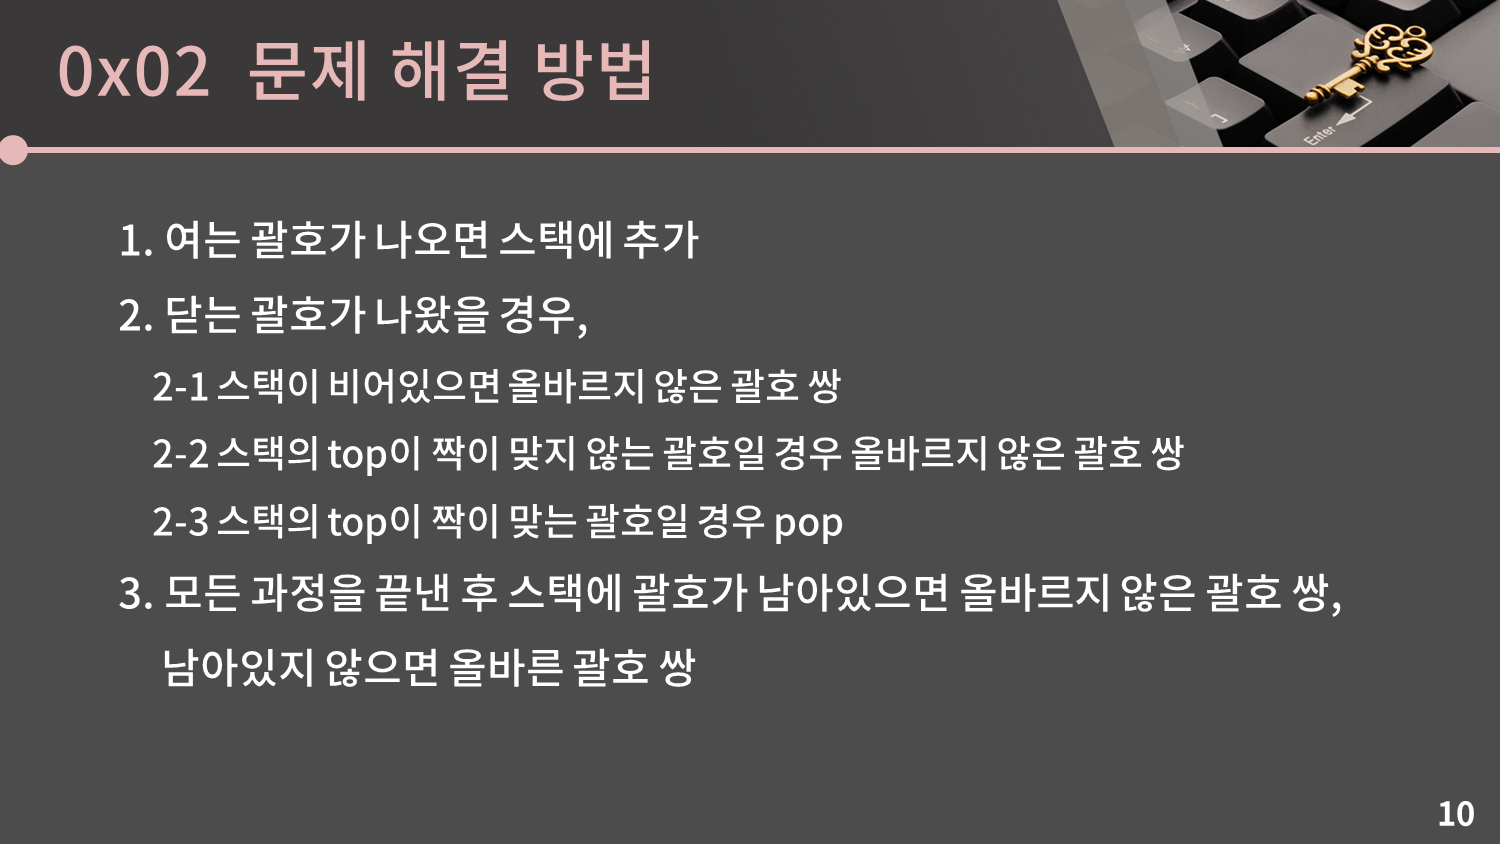 0x02 문제 해결 방법
Enter
1. 여는 괄호가 나오면 스택에 추가
2. 닫는 괄호가 나왔을 경우,
2-1 스택이 비어있으면 올바르지 않은 괄호 쌍
2-2 스택의 top이 짝이 맞지 않는 괄호일 경우 올바르지 않은 괄호 쌍
2-3 스택의 top이 짝이 맞는 괄호일 경우 pop
3. 모든 과정을 끝낸 후 스택에 괄호가 남아있으면 올바르지 않은 괄호 쌍,
남아있지 않으면 올바른 괄호 쌍
10